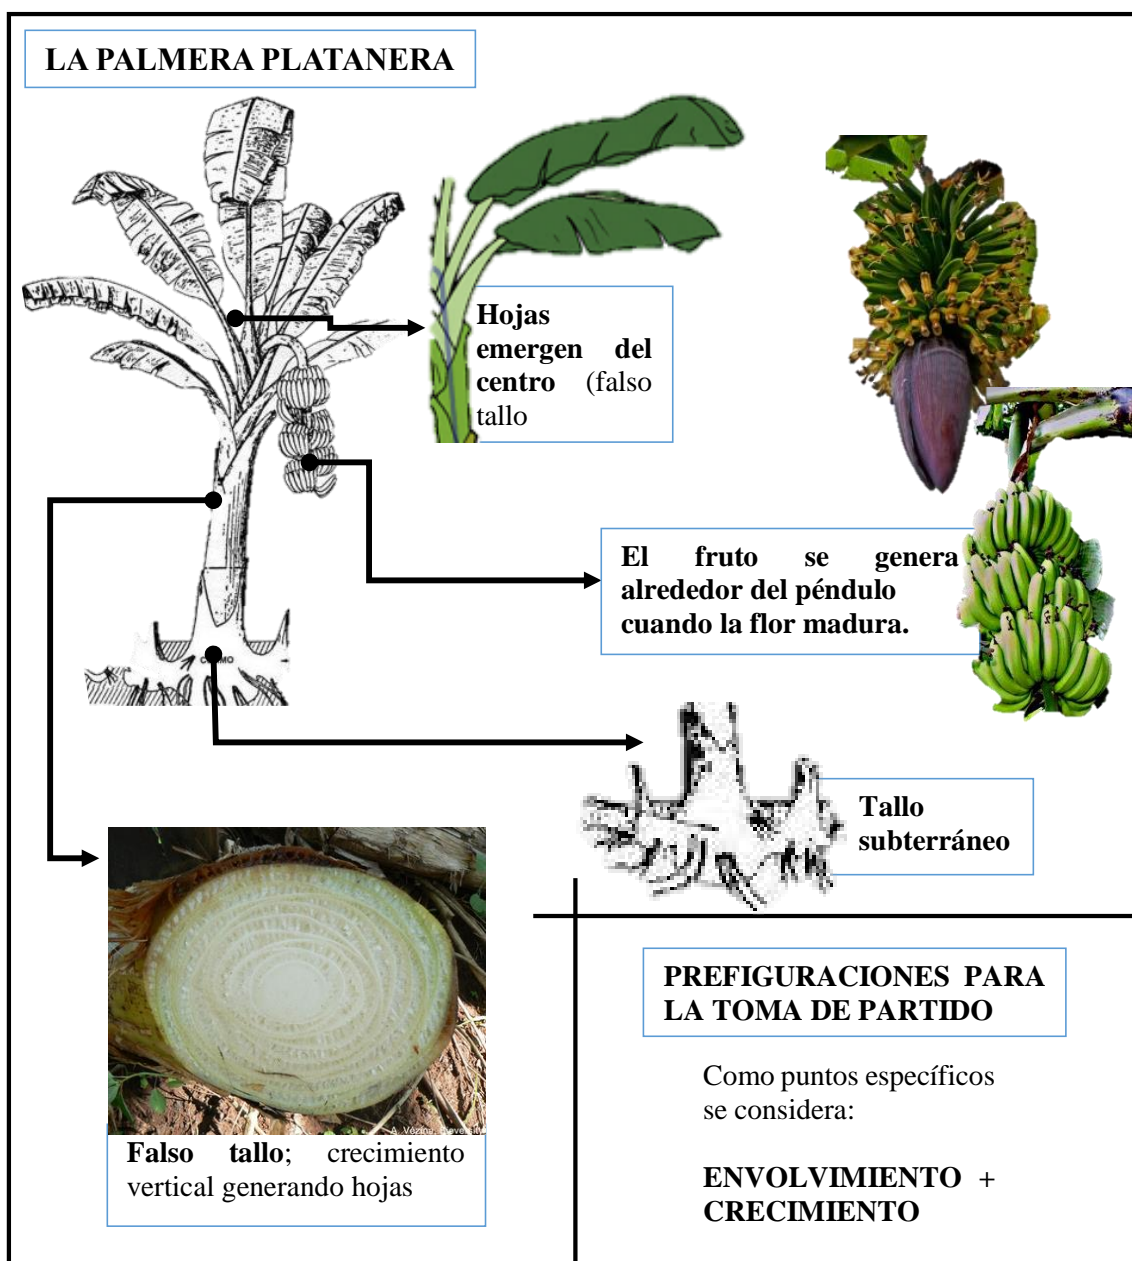 LA PALMERA PLATANERA
Hojas
emergen del
centro (falso
tallo
El fruto se genera
alrededor del péndulo
cuando la flor madura.
Tallo
subterráneo
A. Vézina, Bioversity
Falso tallo; crecimiento
vertical generando hojas
PREFIGURACIONES PARA
LA TOMA DE PARTIDO
Como puntos específicos
se considera:
ENVOLVIMIENTO +
CRECIMIENTO